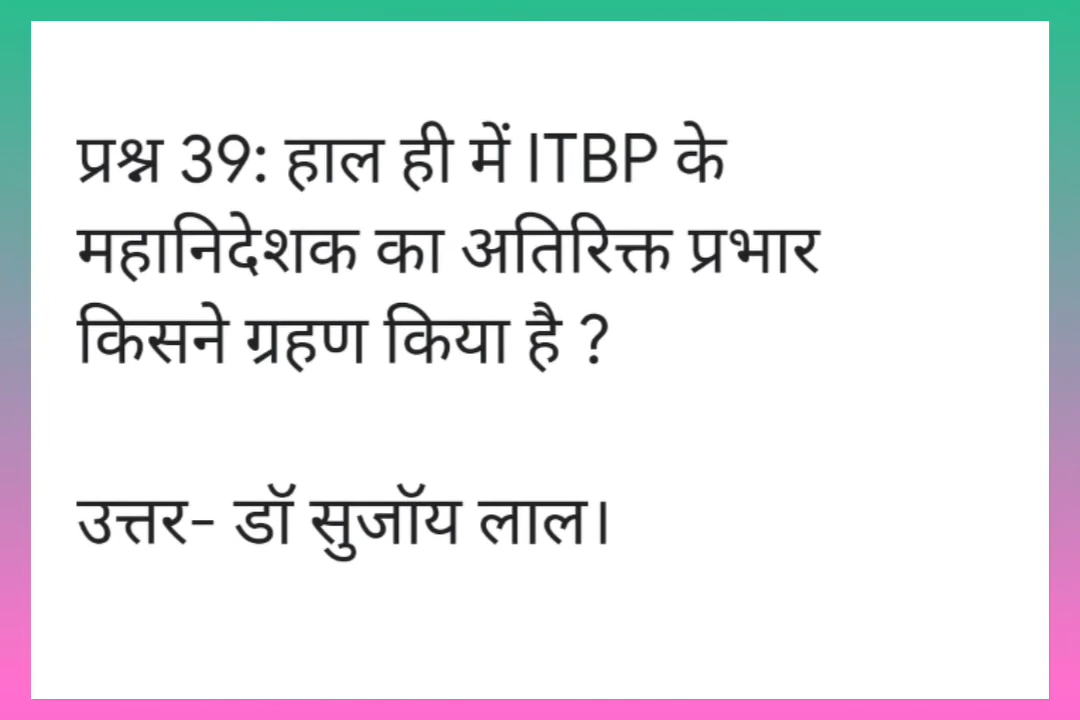 प्रश्न 39: हाल ही में ITBP के
महानिदेशक का अतिरिक्त प्रभार
किसने ग्रहण किया है ?
उत्तर- डॉ सुजॉय लाल।